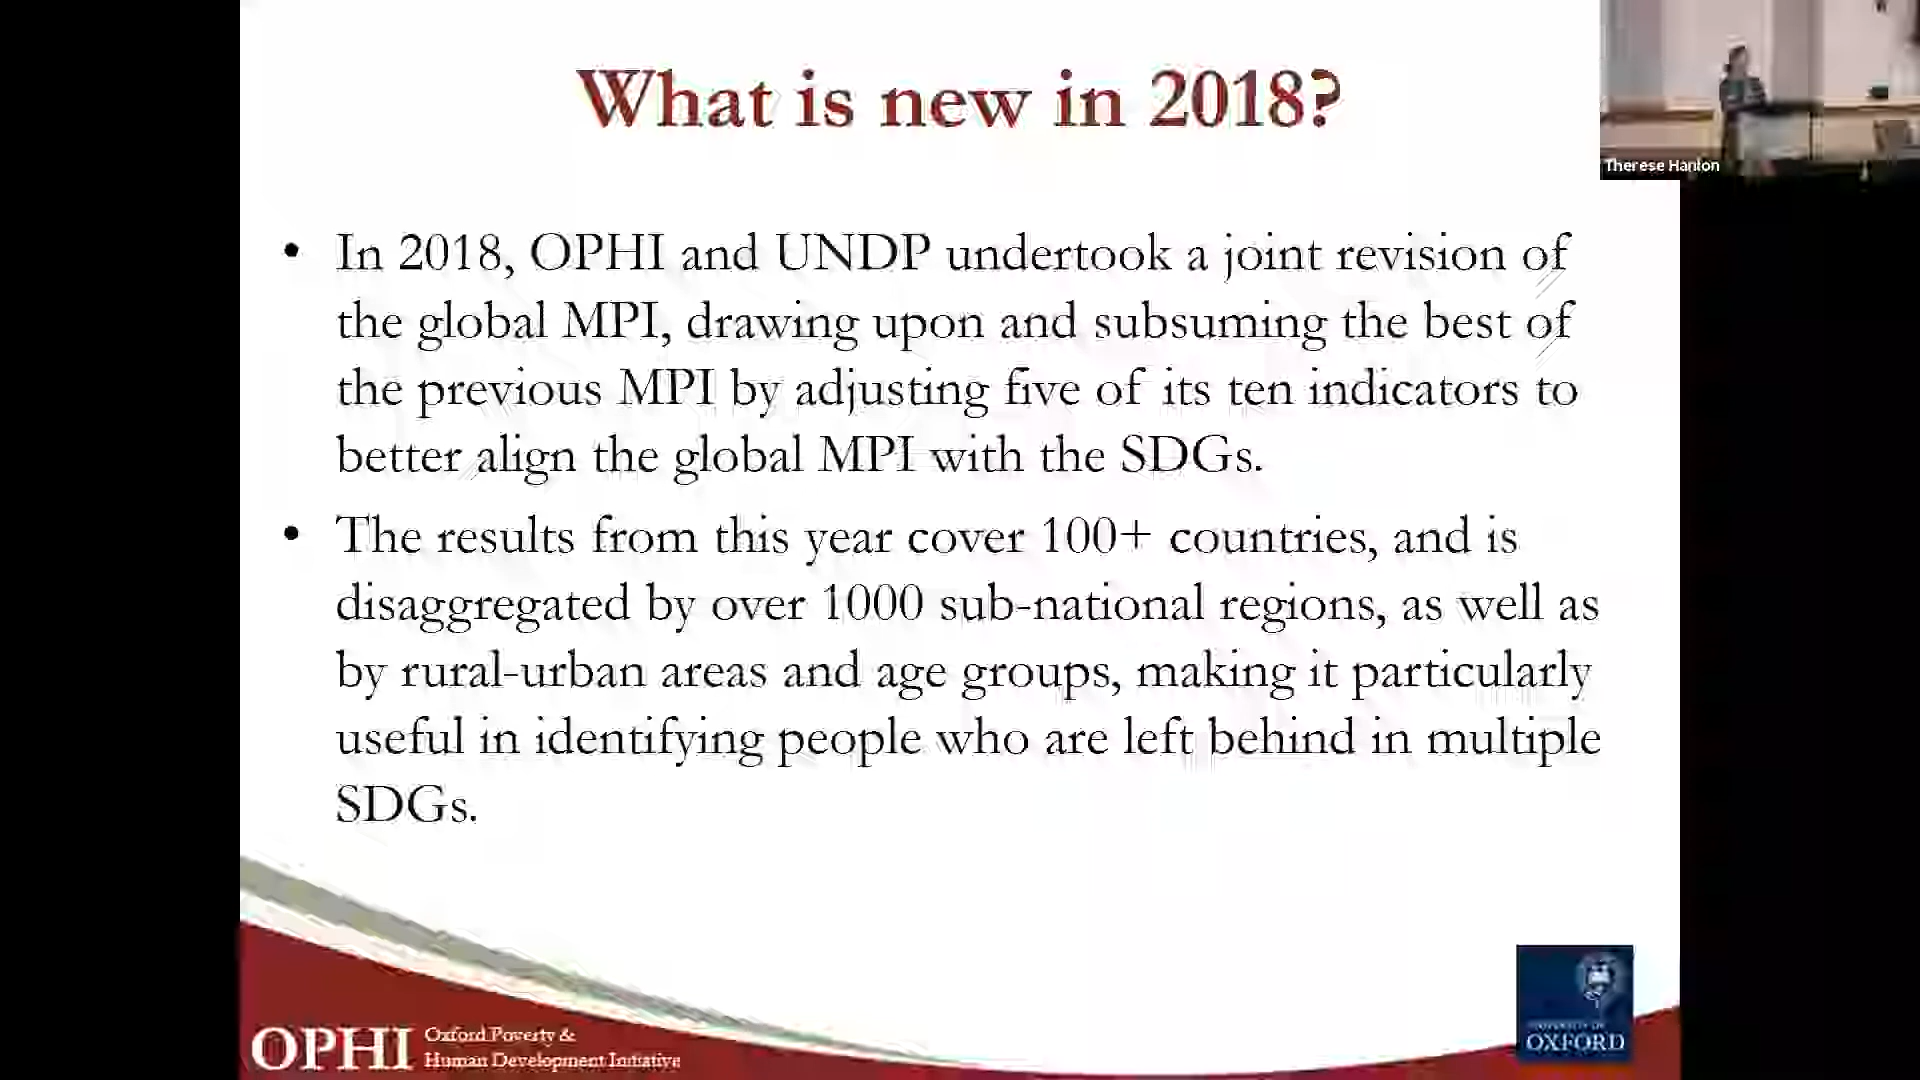 What is new in 2018?
Therese Hanlon
• In 2018, OPHI and UNDP undertook a joint revision of
the global MPI, drawing upon and subsuming the best of
the previous MPI by adjusting five of its ten indicators to
better align the global MPI with the SDGs.
• The results from this year cover 100+ countries, and is
disaggregated by over 1000 sub-national regions, as well as
by rural-urban areas and age groups, making it particularly
useful in identifying people who are left behind in multiple
SDGs.
OPHI
Oxford Poverty &
Human Development Initiative
UNIVERSITY OF
OXFORD